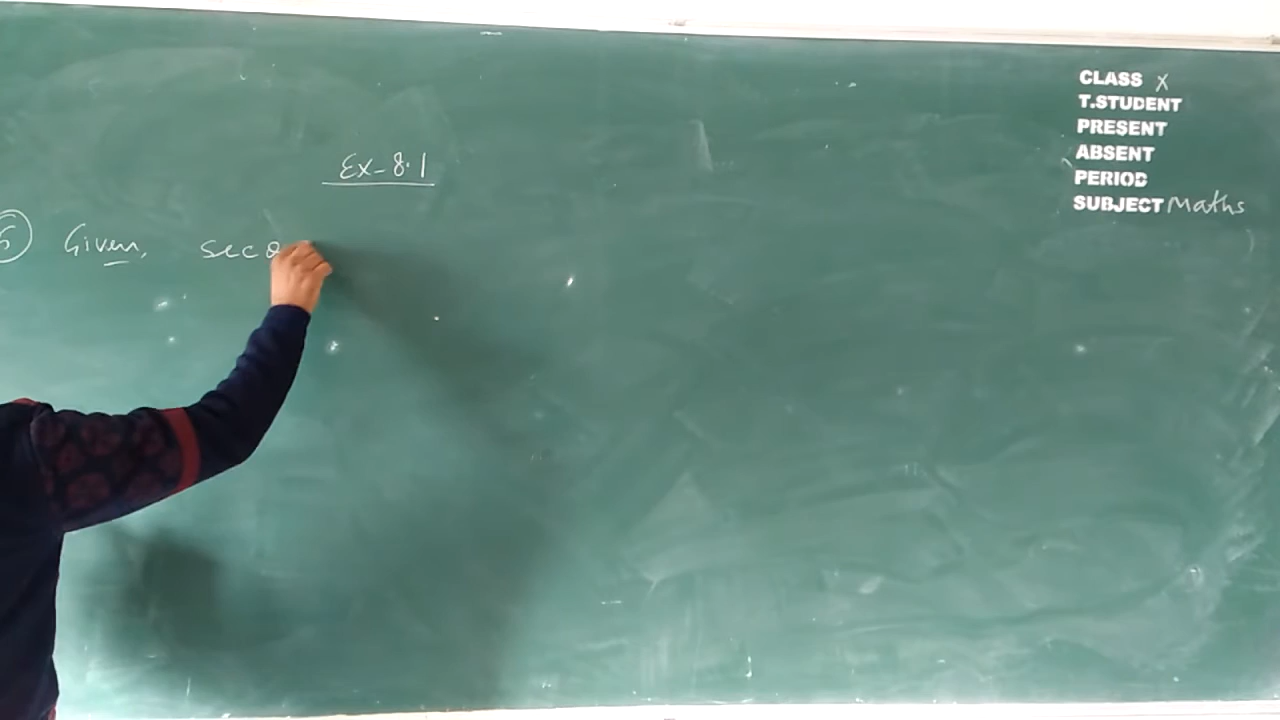 CLASS X
T.STUDENT
PRESENT
ABSENT
PERIOD
SUBJECT Maths
Ex-8.1
Given, sec